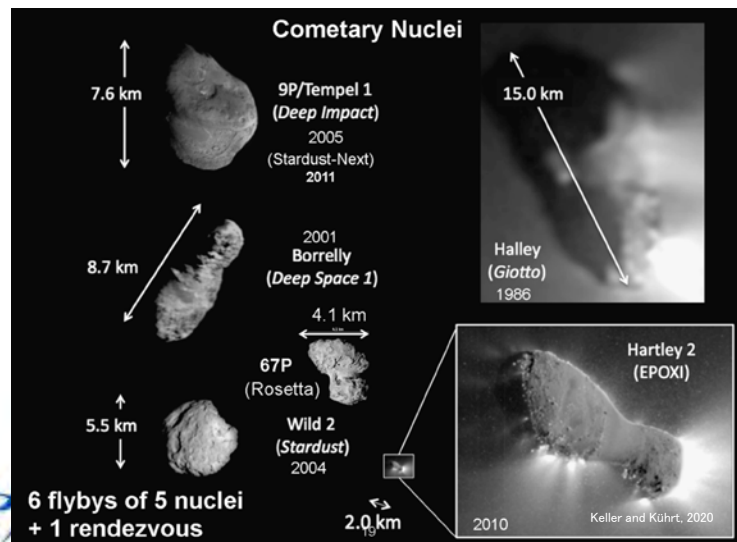 Cometary Nuclei
7.6 km
9P/Tempel 1
(Deep Impact)
2005
(Stardust-Next)
2011
15.0 km
Halley
(Giotto)
1986
8.7 km
2001
Borrelly
(Deep Space 1)
4.1 km
67P
(Rosetta)
5.5 km
Wild 2
(Stardust)
2004
Hartley 2
(EPOXI)
2010
Keller and Kührt, 2020
2.0 km
19
6 flybys of 5 nuclei
+ 1 rendezvous